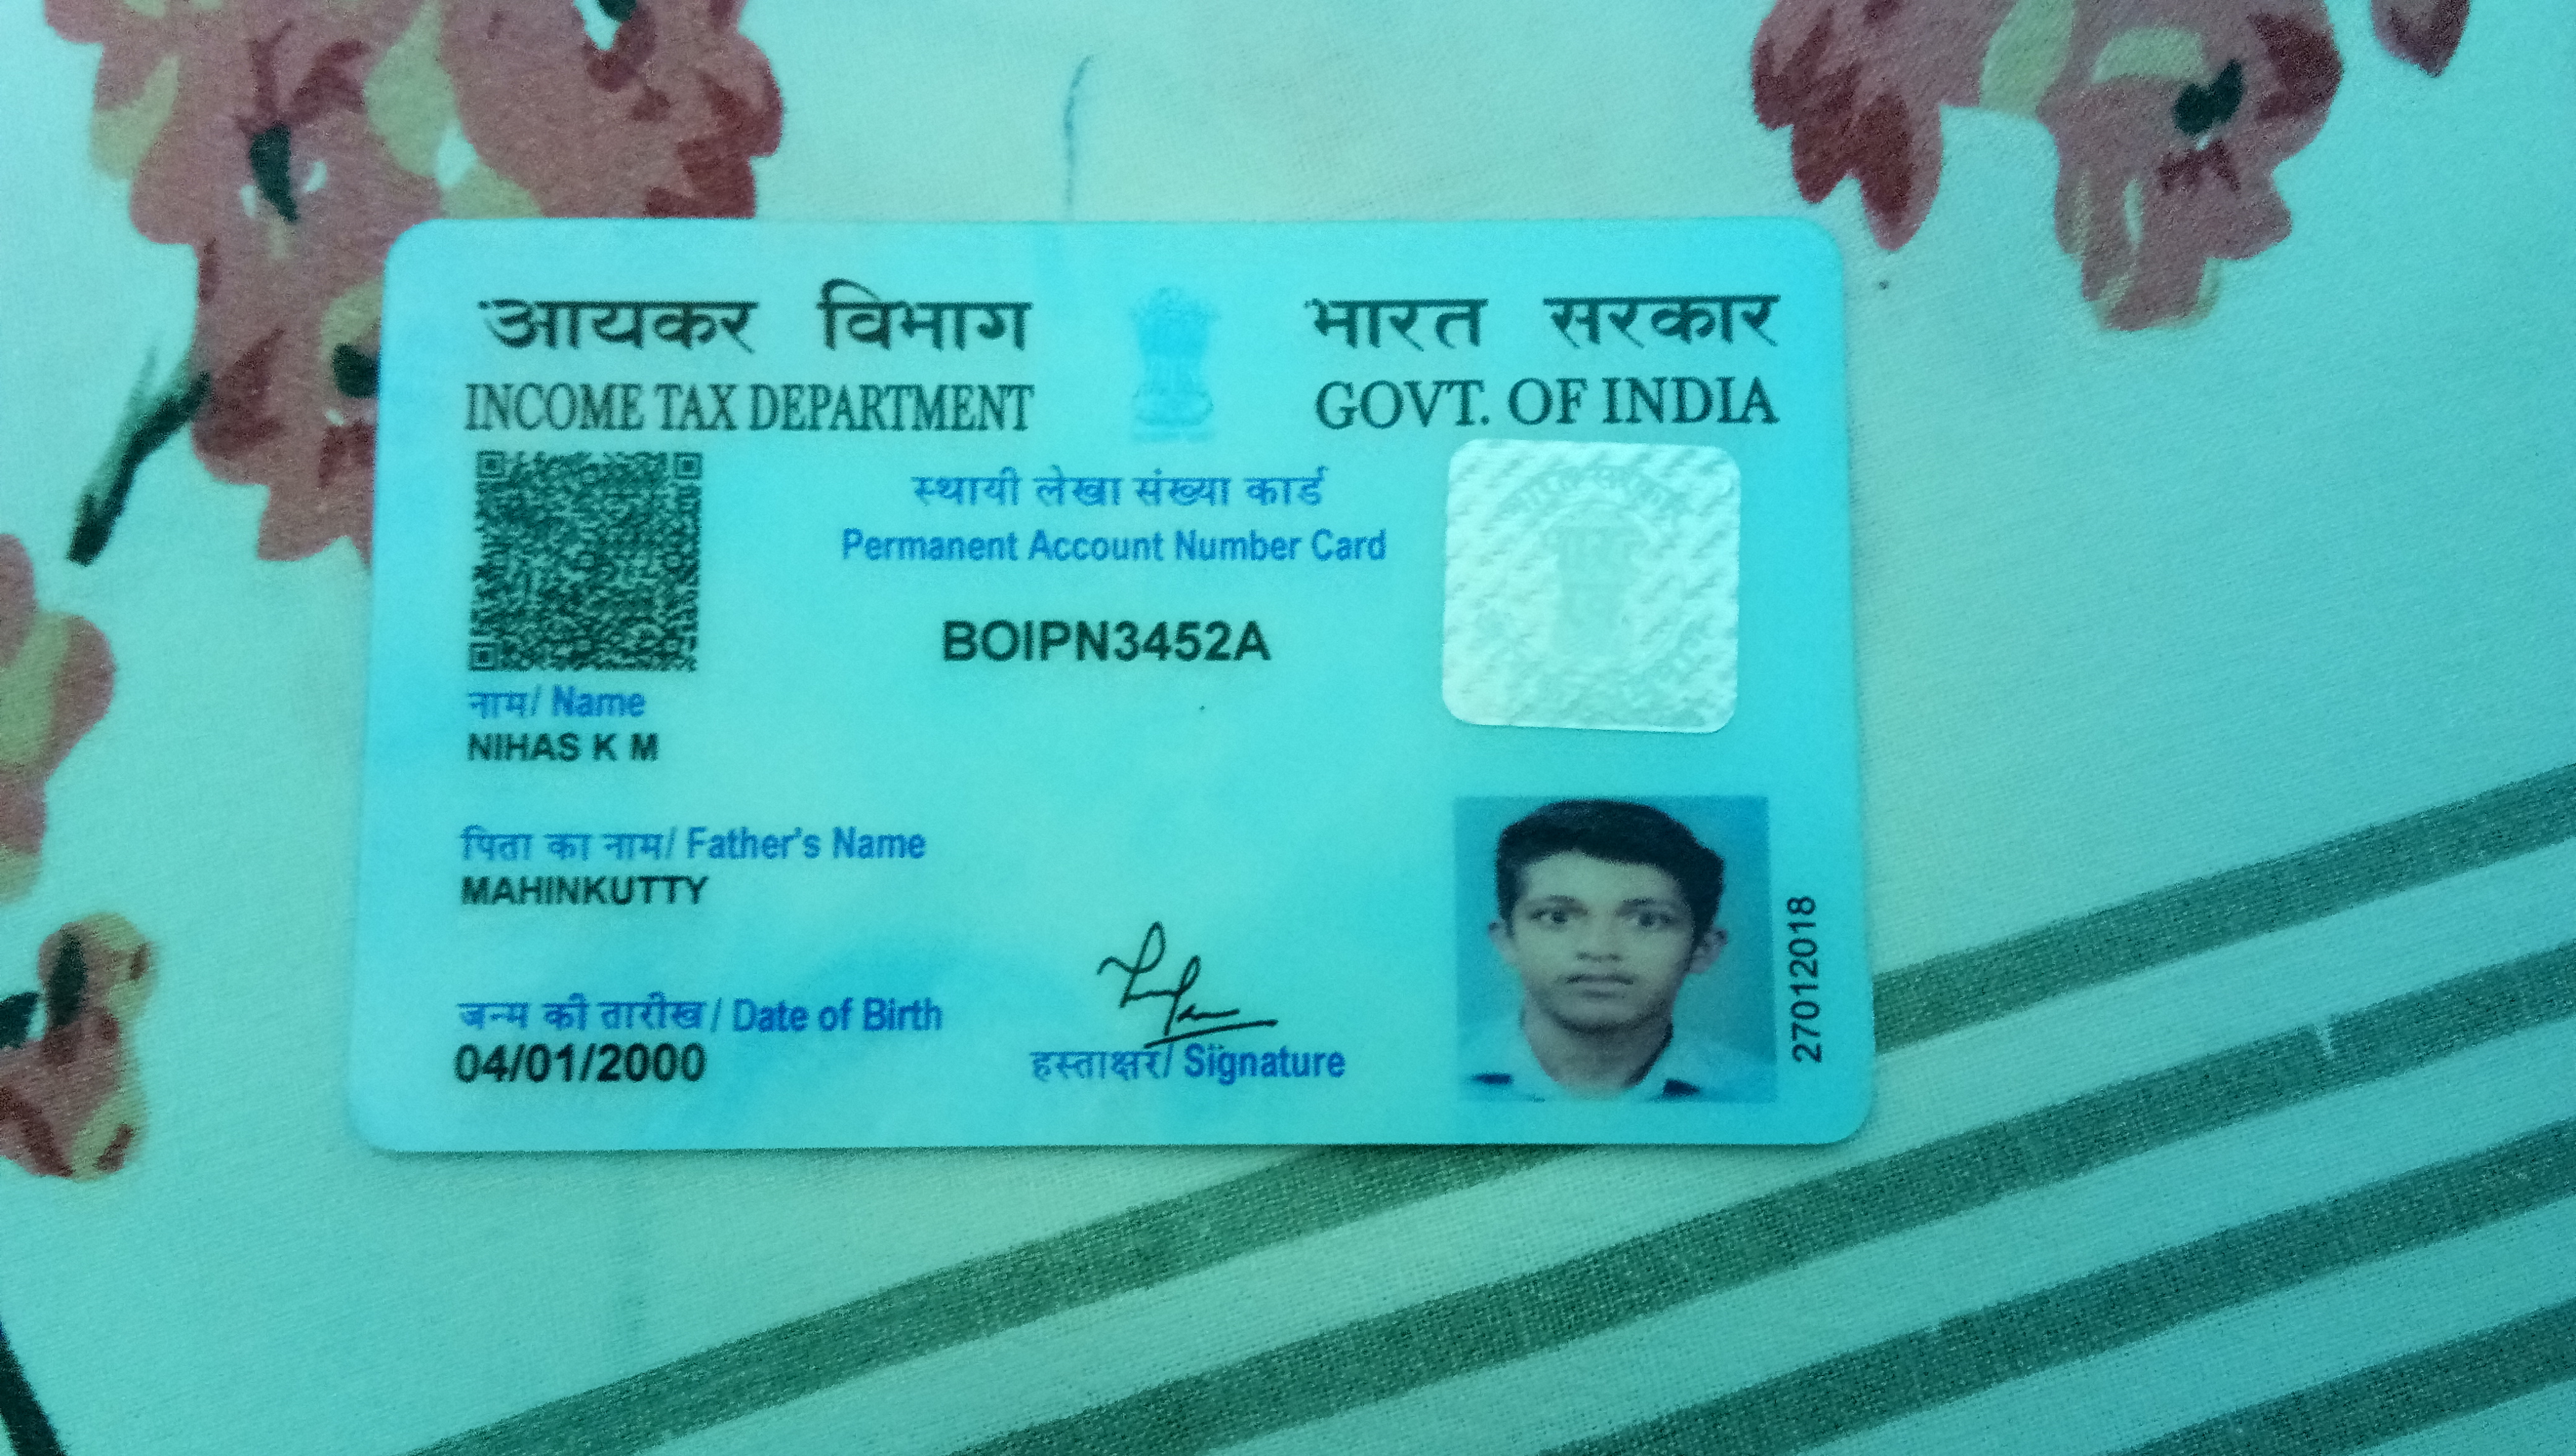 आयकर विभाग
INCOME TAX DEPARTMENT
भारत सरकार
GOVT. OF INDIA
स्थायी लेखा संख्या कार्ड
Permanent Account Number Card
BOIPN3452A
नाम/ Name
NIHAS K M
पिता का नाम/ Father's Name
MAHINKUTTY
जन्म की तारीख/ Date of Birth
04/01/2000
हस्ताक्षर/ Signature
27012018